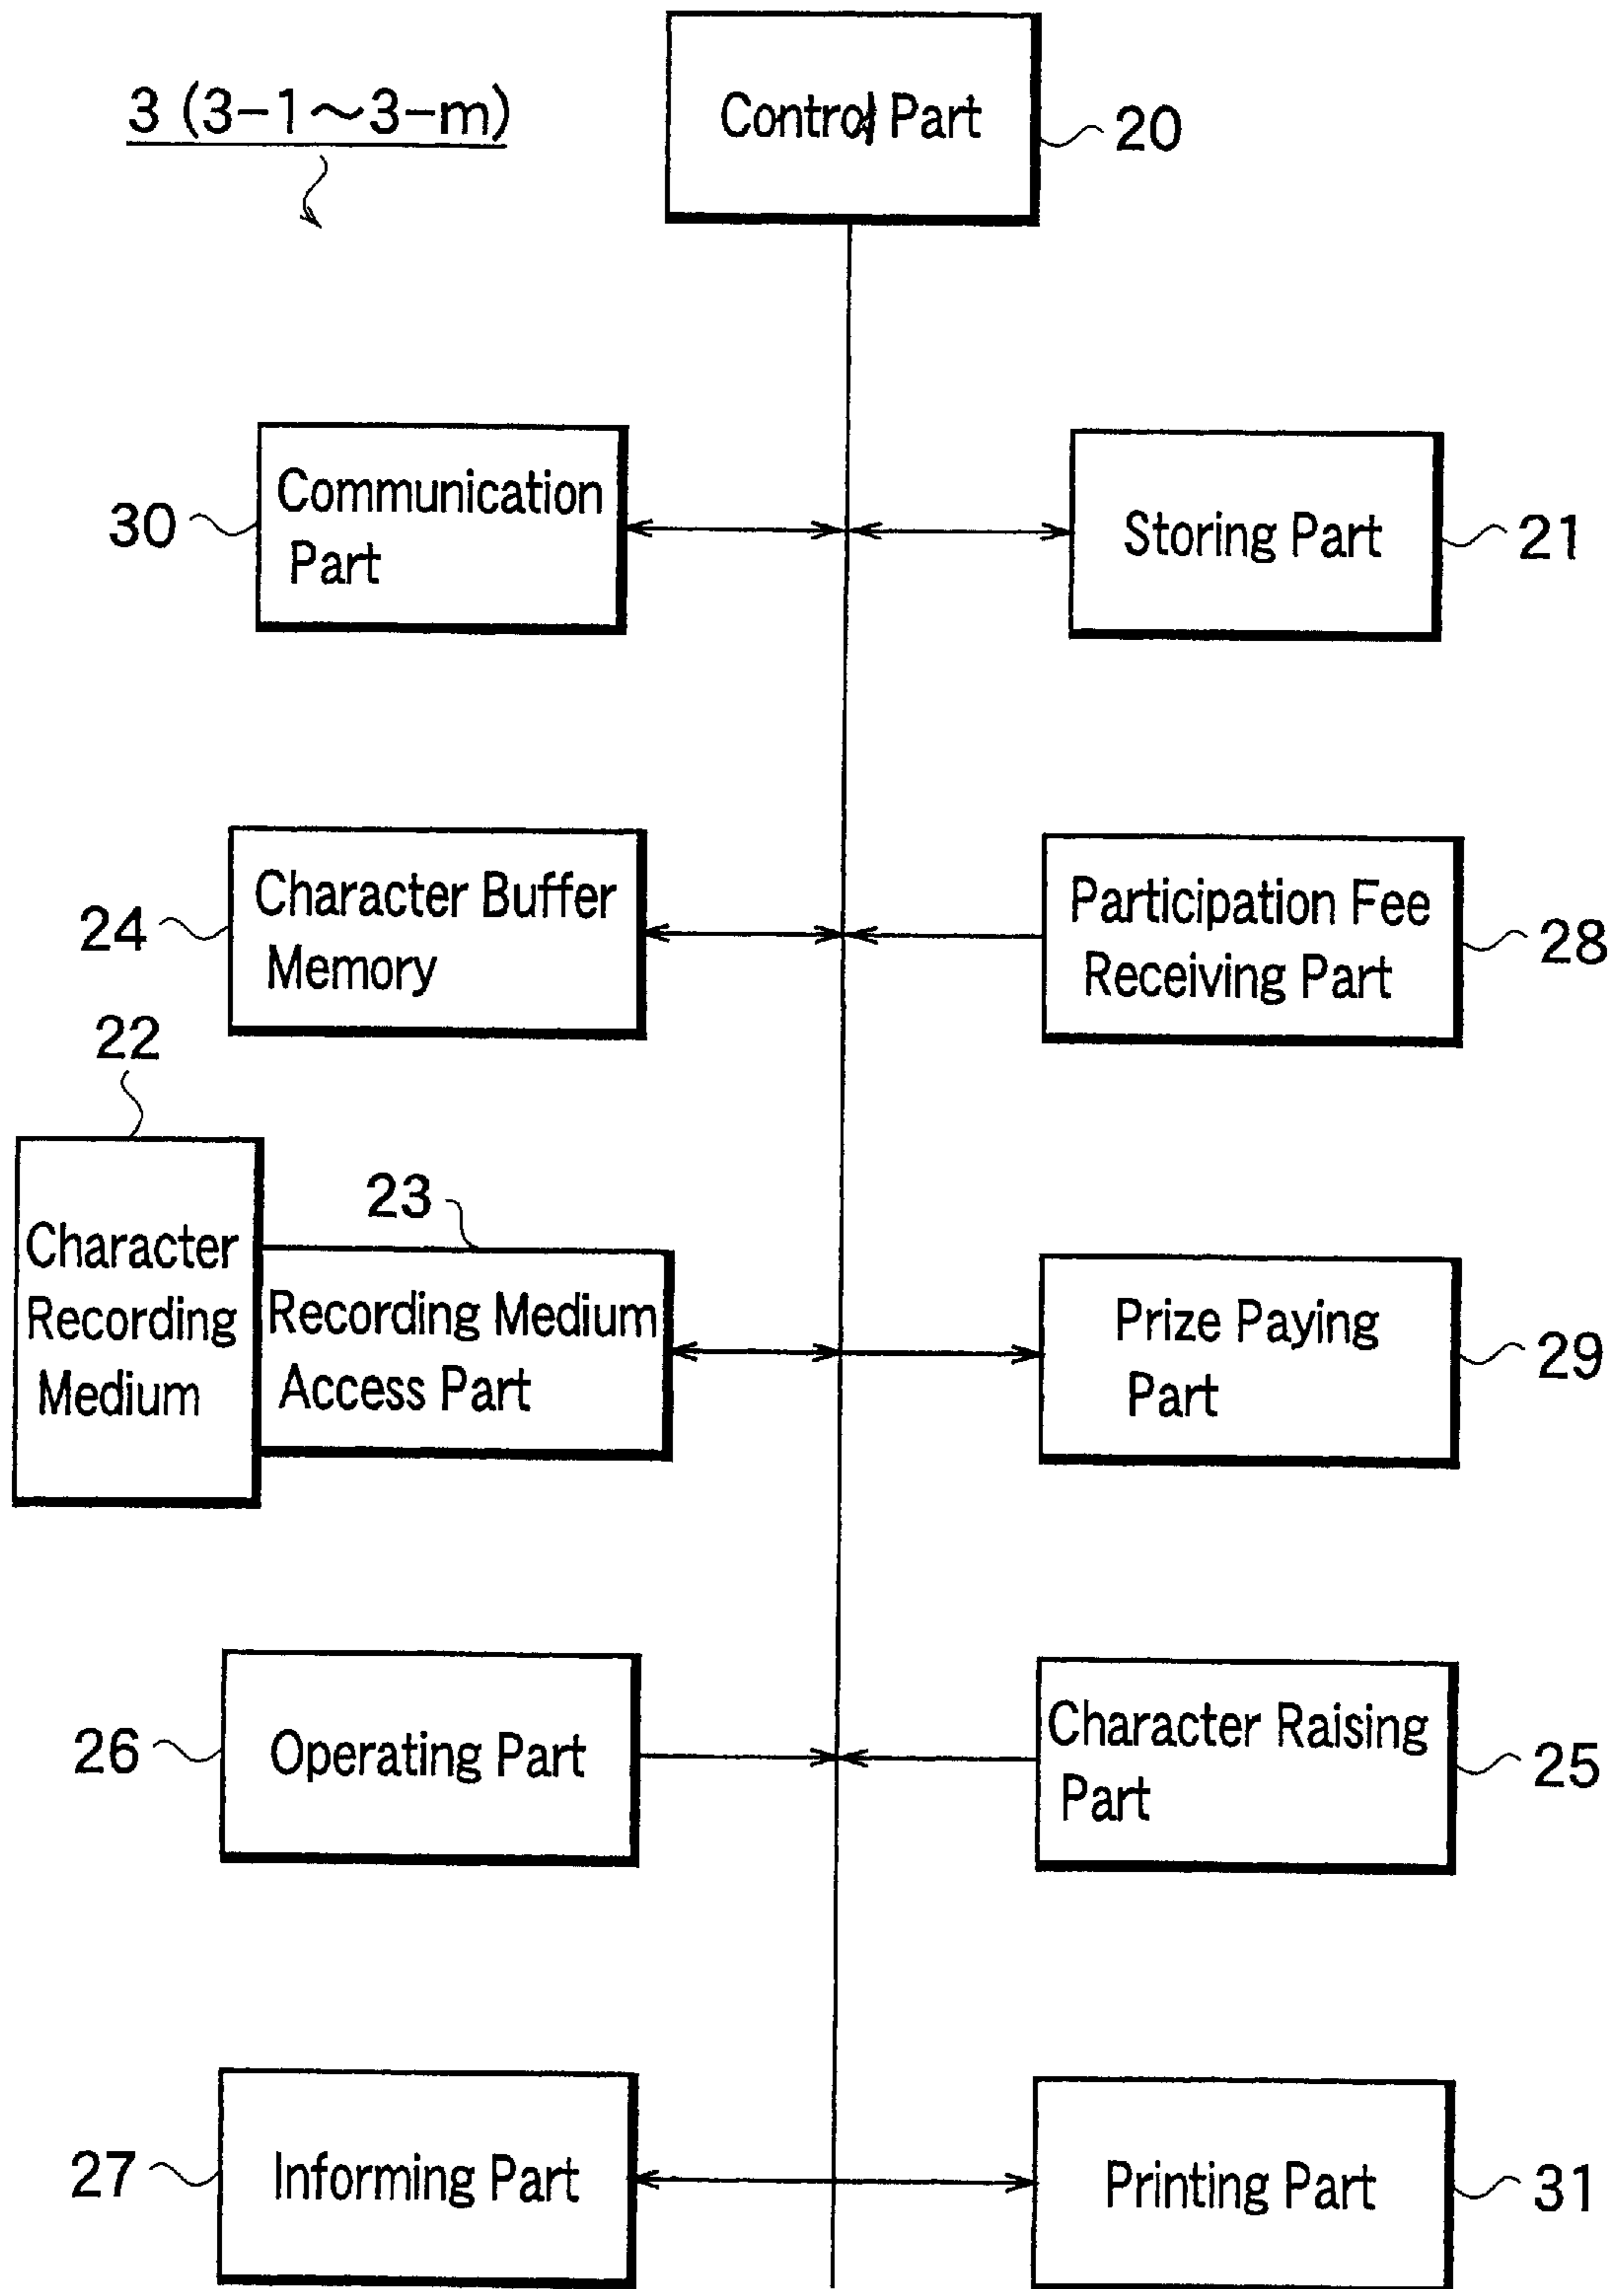 3 (3-1～3-m)
Control Part
20
30
Communication
Part
Storing Part
21
24
Character Buffer
Memory
Participation Fee
Receiving Part
28
22
Character
Recording
Medium
23
Recording Medium
Access Part
Prize Paying
Part
29
26
Operating Part
Character Raising
Part
25
27
Informing Part
Printing Part
31